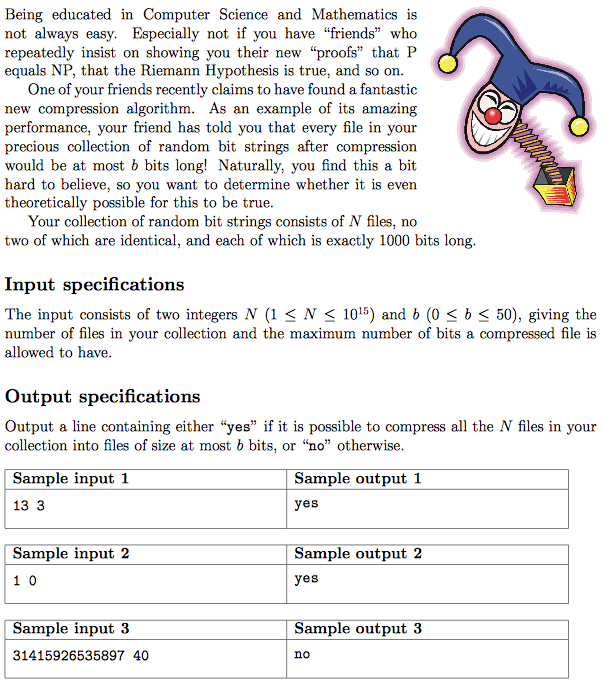 Being educated in Computer Science and Mathematics is
not always easy. Especially not if you have “friends” who
repeatedly insist on showing you their new “proofs” that P
equals NP, that the Riemann Hypothesis is true, and so on.
One of your friends recently claims to have found a fantastic
new compression algorithm. As an example of its amazing
performance, your friend has told you that every file in your
precious collection of random bit strings after compression
would be at most b bits long! Naturally, you find this a bit
hard to believe, so you want to determine whether it is even
theoretically possible for this to be true.
Your collection of random bit strings consists of N files, no
two of which are identical, and each of which is exactly 1000 bits long.
Input specifications
The input consists of two integers N (1 ≤ N ≤ 10¹⁵) and b (0 ≤ b ≤ 50), giving the
number of files in your collection and the maximum number of bits a compressed file is
allowed to have.
Output specifications
Output a line containing either “yes” if it is possible to compress all the N files in your
collection into files of size at most b bits, or “no” otherwise.
Sample input 1 Sample output 1
13 3 yes
Sample input 2 Sample output 2
1 0 yes
Sample input 3 Sample output 3
31415926535897 40 no